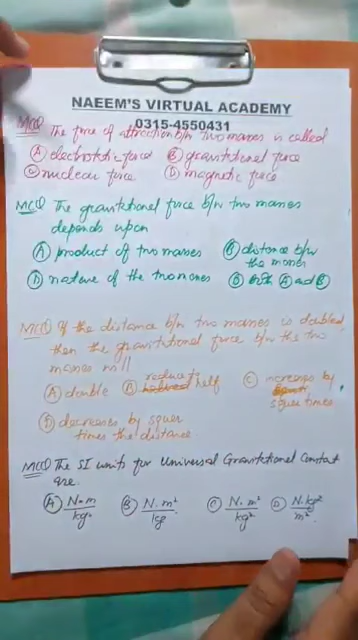 NAEEM'S VIRTUAL ACADEMY
0315-4550431
MCQ The force of attraction b/n two masses is called
A electrostatic force B gravitational force
C nuclear force D magnetic force
MCQ The gravitational force b/w two masses
depends upon
A product of two masses B distance b/w
the masses
nature of the two masses D both A and B
MCQ If the distance b/n two masses is doubled
then the gravitational force b/w the two
masses will
A double B reduce to half C increases by
squer times
D decreases by squer
times the distance
MCQ The SI units for Universal Gravitational Constant
are.
A N.m/kg² B N.m²/kg C N.m²/kg² D N.kg²/m²